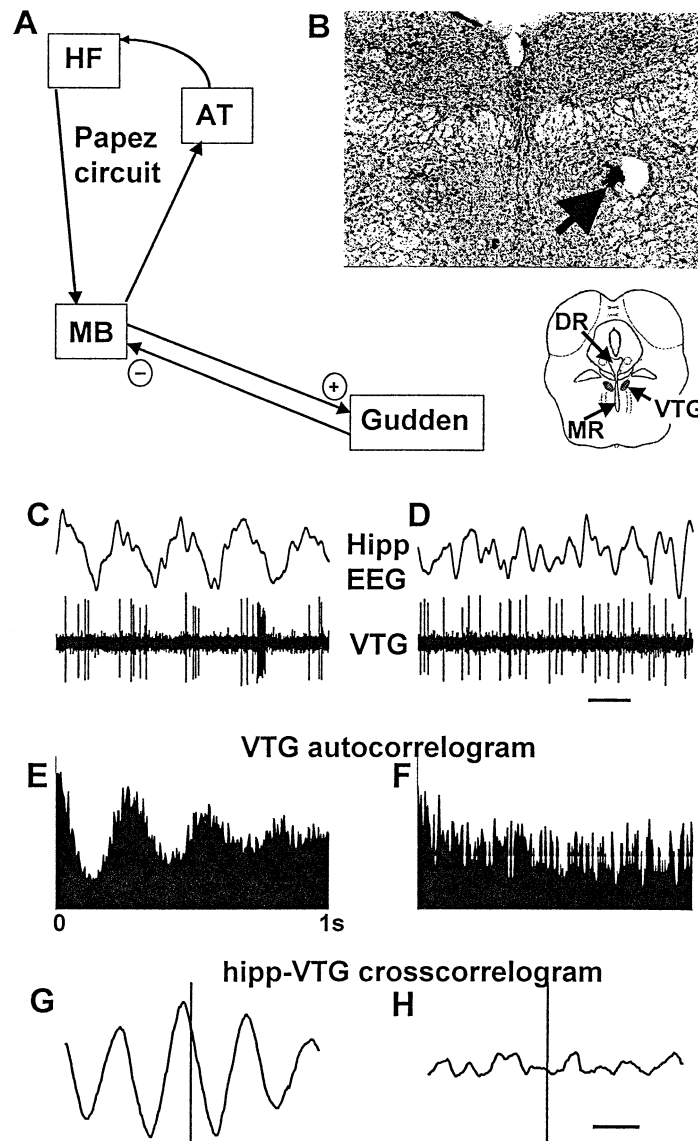 A
HF
AT
Papez
circuit
MB
−
+
Gudden
B
DR
VTG
MR
C
D
Hipp
EEG
VTG
VTG autocorrelogram
E
F
0
1s
hipp-VTG crosscorrelogram
G
H